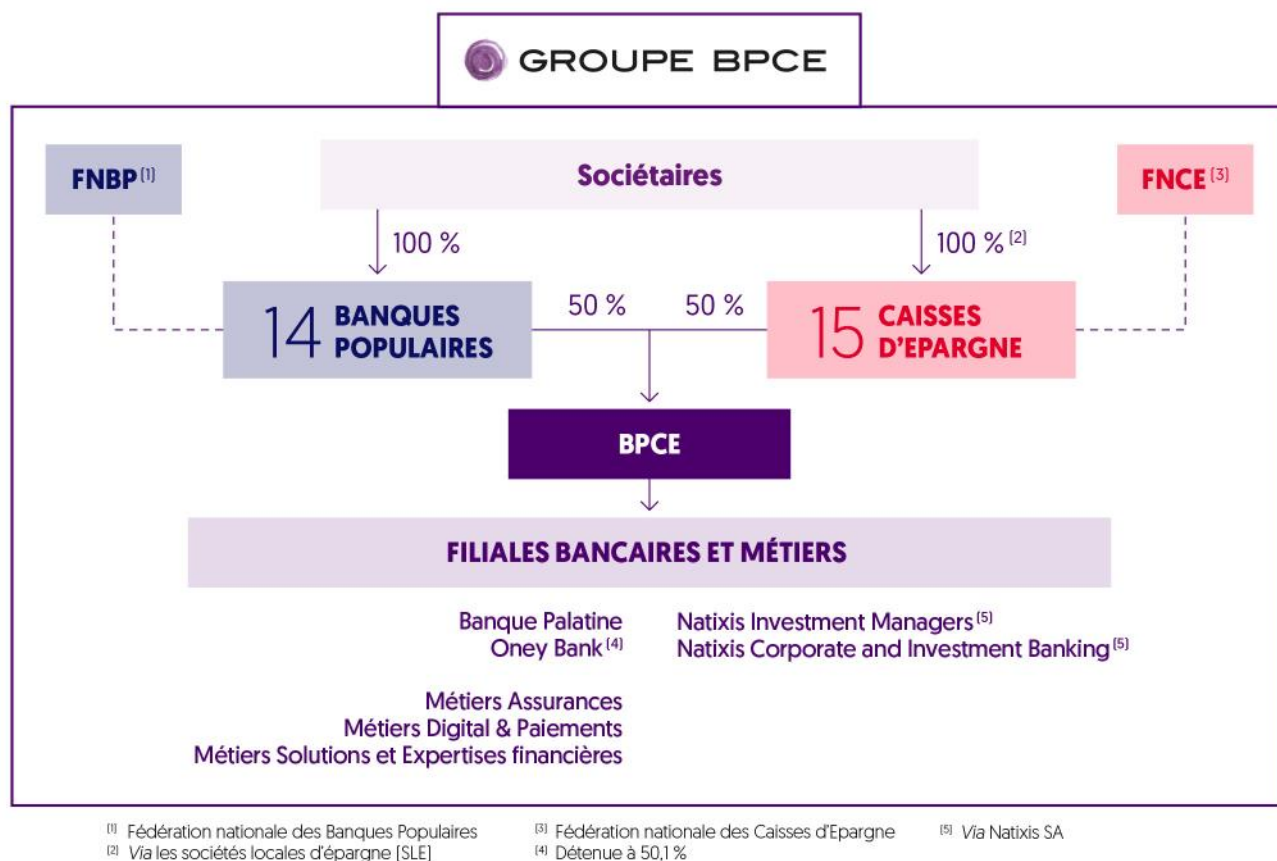 GROUPE BPCE
FNBP (1)
Sociétaires
FNCE (3)
100 %
100 % (2)
14 BANQUES
POPULAIRES
50 %
50 %
15 CAISSES
D'EPARGNE
BPCE
FILIALES BANCAIRES ET MÉTIERS
Banque Palatine
Oney Bank (4)
Natixis Investment Managers (5)
Natixis Corporate and Investment Banking (5)
Métiers Assurances
Métiers Digital & Paiements
Métiers Solutions et Expertises financières
(1) Fédération nationale des Banques Populaires
(2) Via les sociétés locales d'épargne [SLE]
(3) Fédération nationale des Caisses d'Epargne
(4) Détenue à 50,1 %
(5) Via Natixis SA